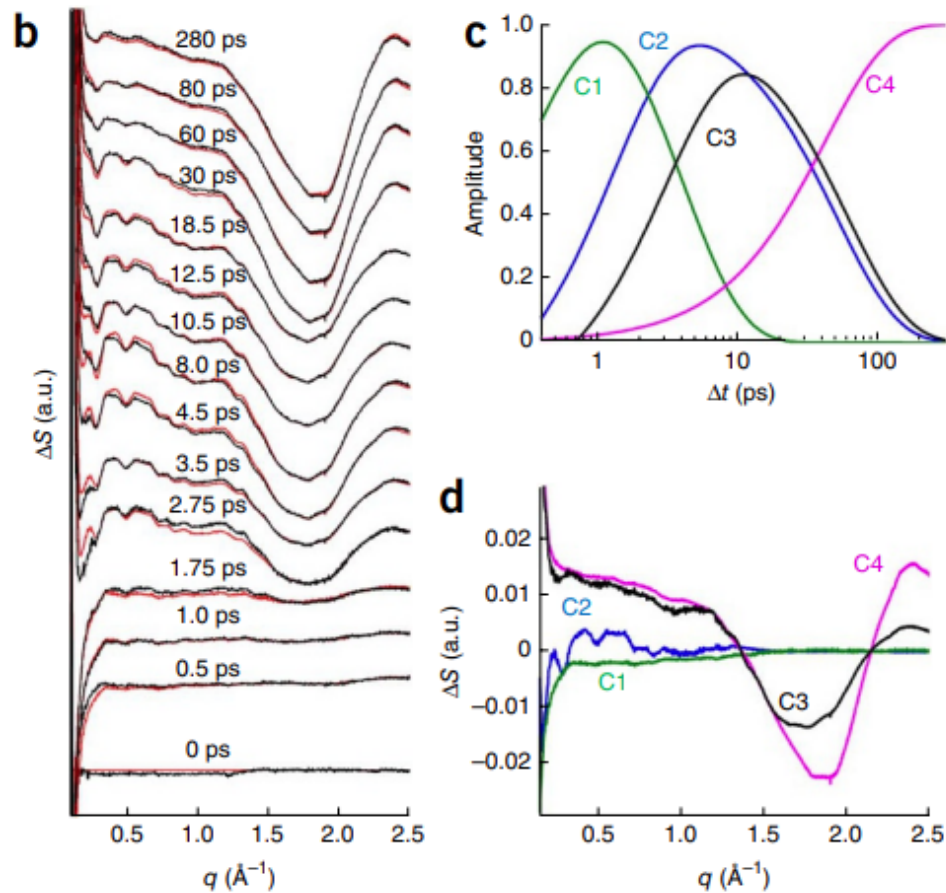 b
280 ps
80 ps
60 ps
30 ps
18.5 ps
12.5 ps
10.5 ps
8.0 ps
4.5 ps
3.5 ps
2.75 ps
1.75 ps
1.0 ps
0.5 ps
0 ps
ΔS (a.u.)
0.5 1.0 1.5 2.0 2.5
q (Å⁻¹)
c
1.0
0.8
0.6
0.4
0.2
0
Amplitude
C1
C2
C3
C4
1 10 100
Δt (ps)
d
0.02
0.01
0
−0.01
−0.02
ΔS (a.u.)
C4
C2
C1
C3
0.5 1.0 1.5 2.0 2.5
q (Å⁻¹)